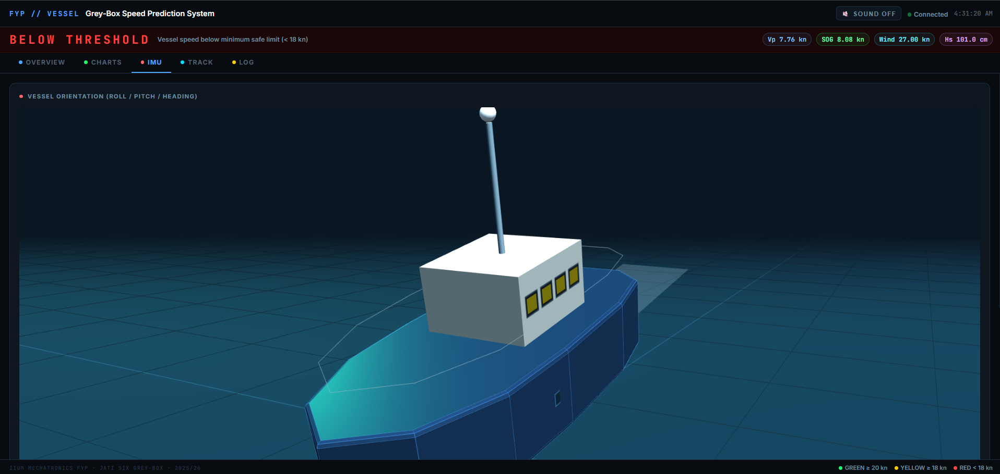 FYP // VESSEL Grey-Box Speed Prediction System SOUND OFF Connected 4:31:20 AM
BELOW THRESHOLD Vessel speed below minimum safe limit (< 18 kn) Vp 7.76 kn SOG 8.08 kn Wind 27.00 kn Hs 101.0 cm
OVERVIEW CHARTS IMU TRACK LOG
VESSEL ORIENTATION (ROLL / PITCH / HEADING)
IIUM MECHATRONICS FYP · JATI SIX GREY-BOX · 2025/26 GREEN ≥ 20 kn YELLOW ≥ 18 kn RED < 18 kn